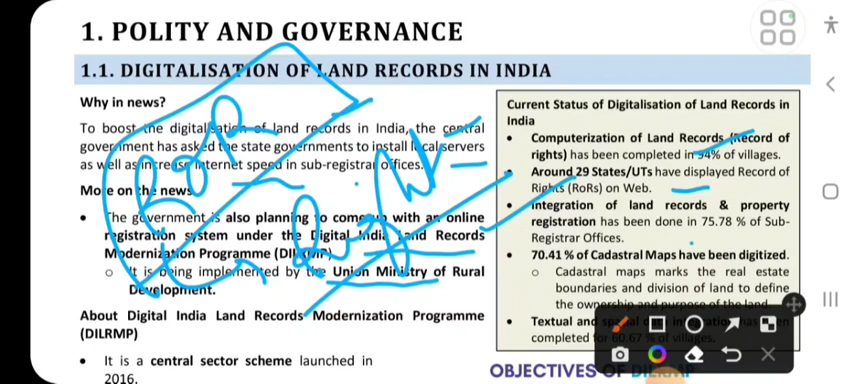 1. POLITY AND GOVERNANCE
1.1. DIGITALISATION OF LAND RECORDS IN INDIA
Why in news?
To boost the digitalisation of land records in India, the central
government has asked the state governments to install local servers
as well as increase internet speed in sub-registrar offices.
More on the news
• The government is also planning to come up with an online
registration system under the Digital India Land Records
Modernization Programme (DILRMP).
o It is being implemented by the Union Ministry of Rural
Development.
About Digital India Land Records Modernization Programme
(DILRMP)
• It is a central sector scheme launched in
2016.
Current Status of Digitalisation of Land Records in
India
• Computerization of Land Records (Record of
rights) has been completed in 94% of villages.
• Around 29 States/UTs have displayed Record of
Rights (RoRs) on Web.
• Integration of land records & property
registration has been done in 75.78 % of Sub-
Registrar Offices.
• 70.41 % of Cadastral Maps have been digitized.
o Cadastral maps marks the real estate
boundaries and division of land to define
the ownership and purpose of the land
• Textual and
completed
OBJECTIVES OF DILRMP
ROR
Right